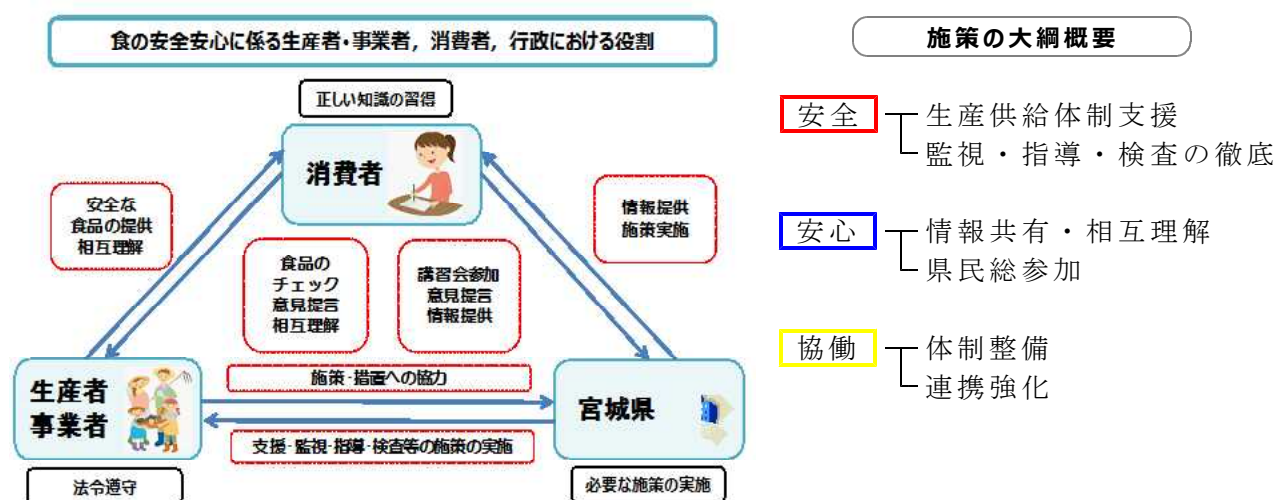 食の安全安心に係る生産者・事業者，消費者，行政における役割
正しい知識の習得
消費者
安全な
食品の提供
相互理解
情報提供
施策実施
食品の
チェック
意見提言
相互理解
講習会参加
意見提言
情報提供
生産者
事業者
施策・措置への協力
宮城県
支援・監視・指導・検査等の施策の実施
法令遵守
必要な施策の実施
施策の大綱概要
安全
生産供給体制支援
監視・指導・検査の徹底
安心
情報共有・相互理解
県民総参加
協働
体制整備
連携強化